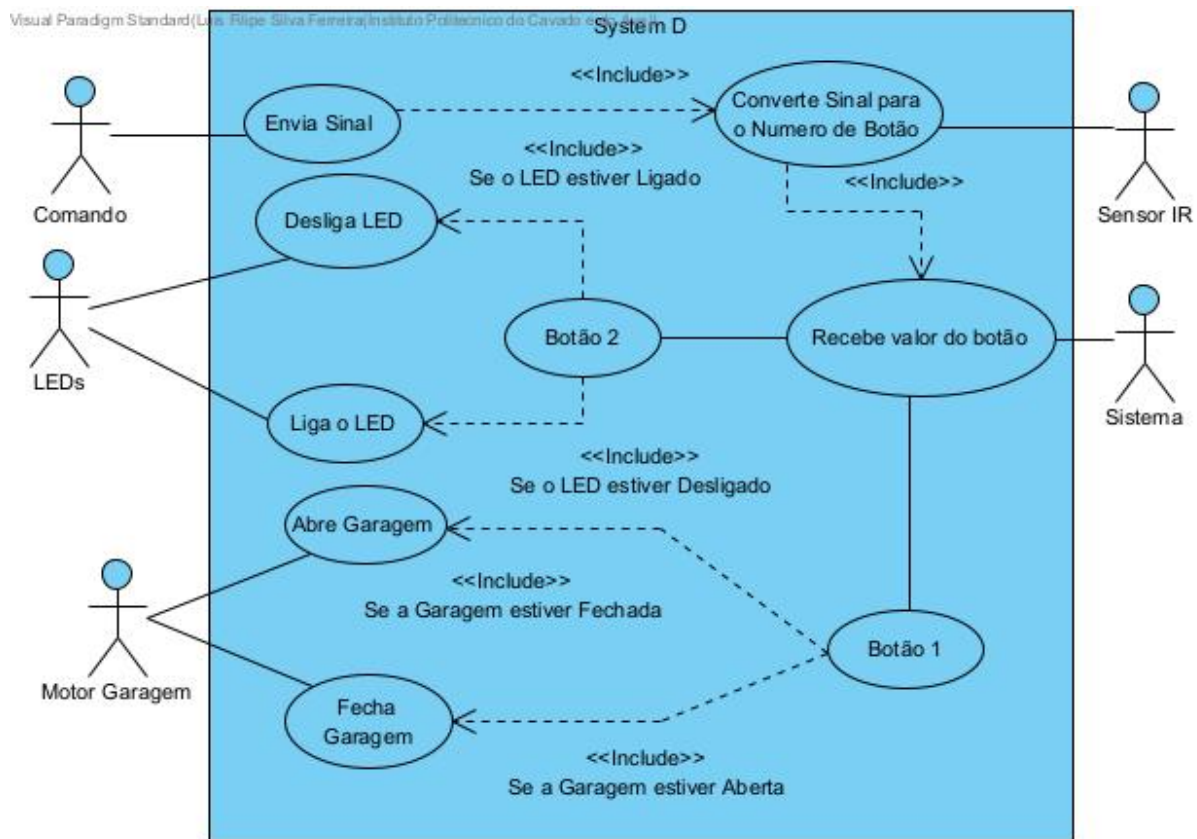 Visual Paradigm Standard(Luis Filipe Silva Ferreira(Instituto Politecnico do Cavado e do
System D
<<Include>>
Envia Sinal
Converte Sinal para
o Numero de Botão
<<Include>>
Se o LED estiver Ligado
<<Include>>
Comando
Sensor IR
Desliga LED
Botão 2
Recebe valor do botão
LEDs
Liga o LED
Sistema
<<Include>>
Se o LED estiver Desligado
Abre Garagem
<<Include>>
Se a Garagem estiver Fechada
Botão 1
Motor Garagem
Fecha
Garagem
<<Include>>
Se a Garagem estiver Aberta